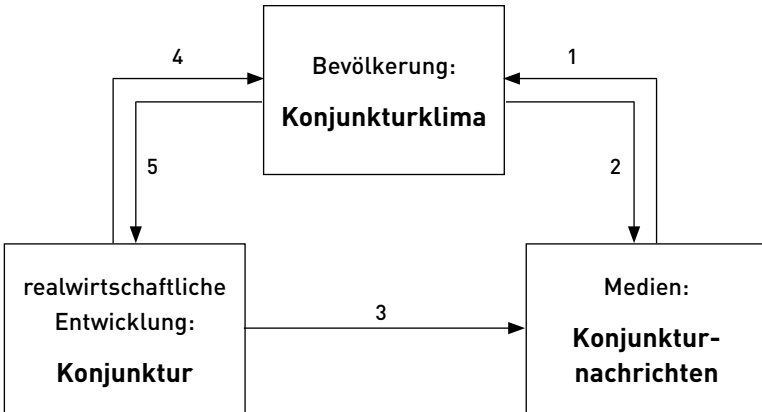 4
Bevölkerung:
Konjunkturklima
1
5
2
realwirtschaftliche
Entwicklung:
Konjunktur
3
Medien:
Konjunktur-
nachrichten